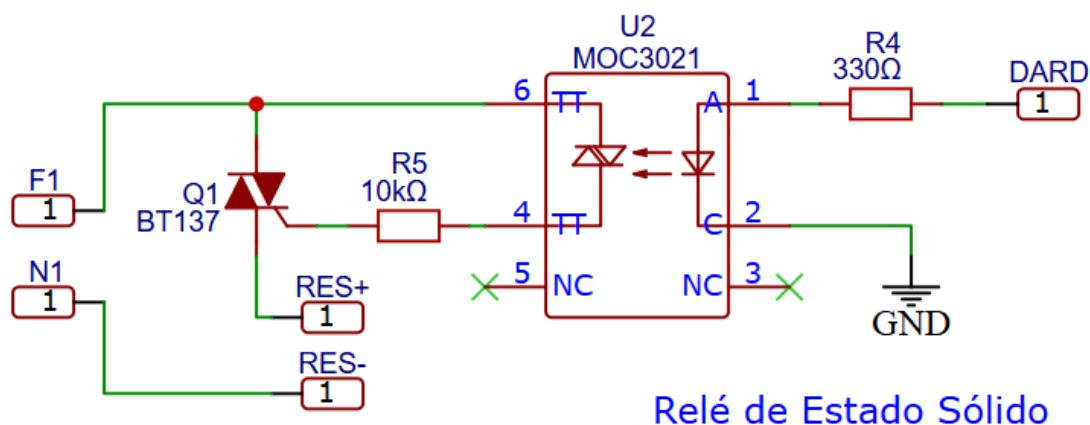 U2
MOC3021
R4
330Ω
DARD
1
6
TT
A
1
F1
1
Q1
BT137
R5
10kΩ
4
TT
C
2
N1
1
RES+
1
5
NC
NC
3
GND
RES-
1
Relé de Estado Sólido